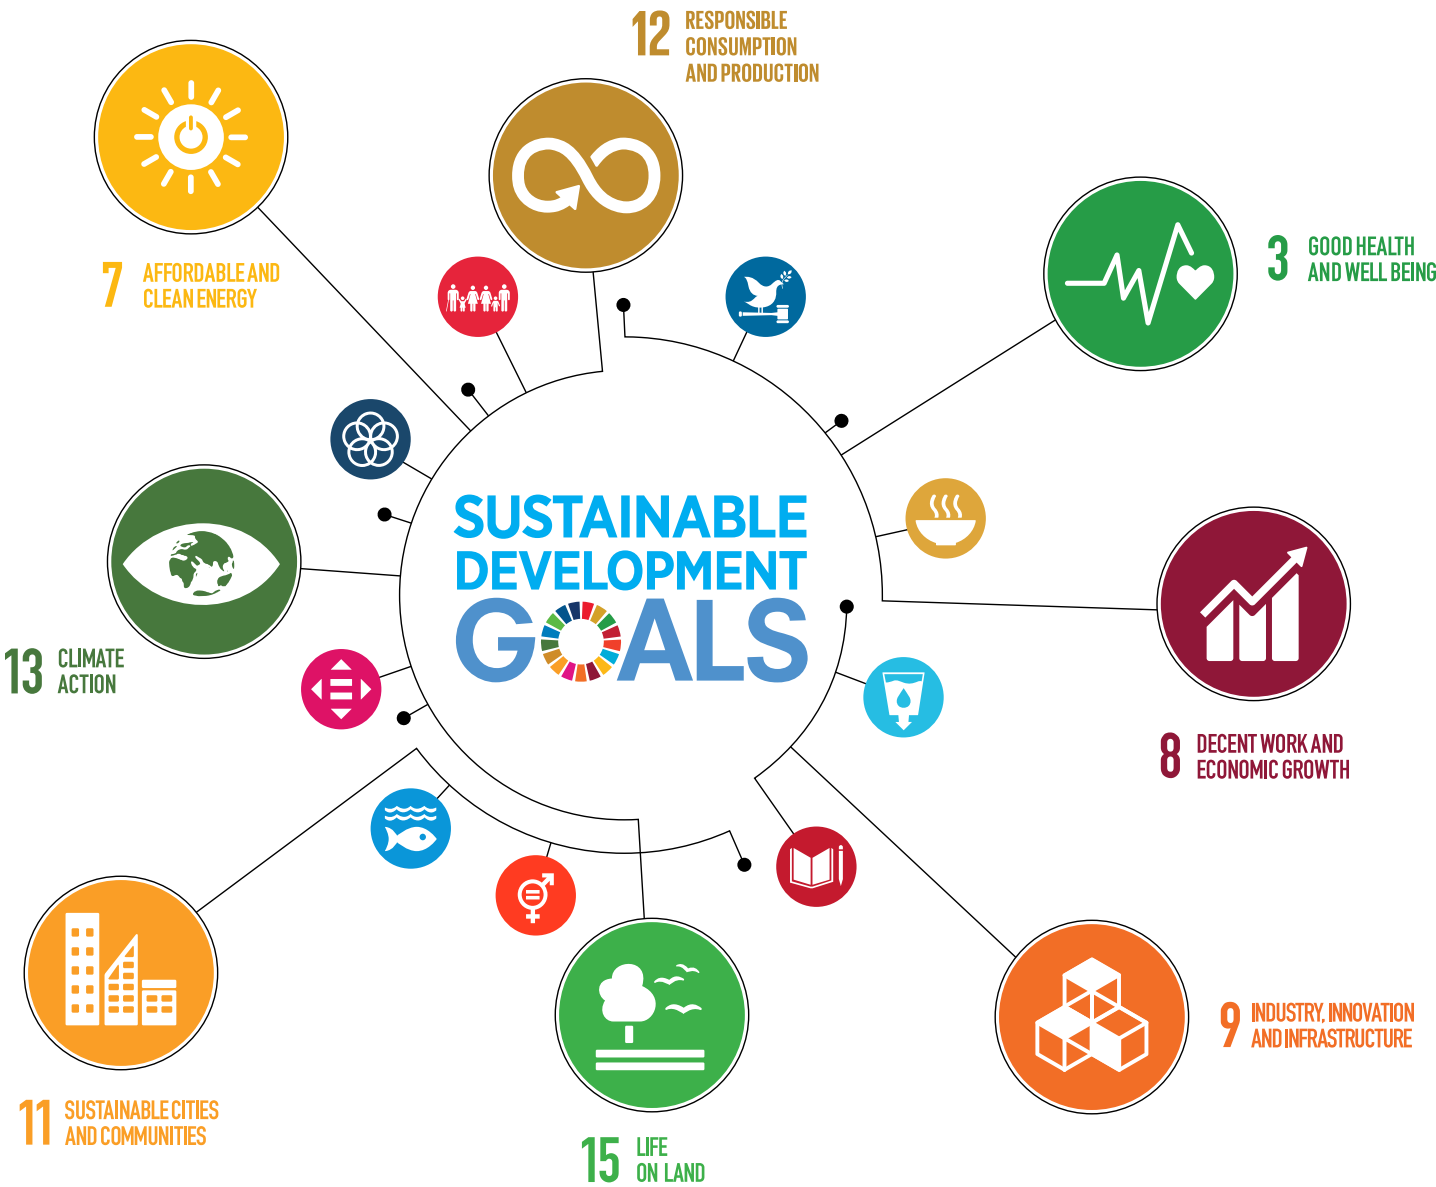 12 RESPONSIBLE
CONSUMPTION
AND PRODUCTION
7 AFFORDABLE AND
CLEAN ENERGY
3 GOOD HEALTH
AND WELL BEING
SUSTAINABLE
DEVELOPMENT
GOALS
13 CLIMATE
ACTION
8 DECENT WORK AND
ECONOMIC GROWTH
9 INDUSTRY, INNOVATION
AND INFRASTRUCTURE
11 SUSTAINABLE CITIES
AND COMMUNITIES
15 LIFE
ON LAND